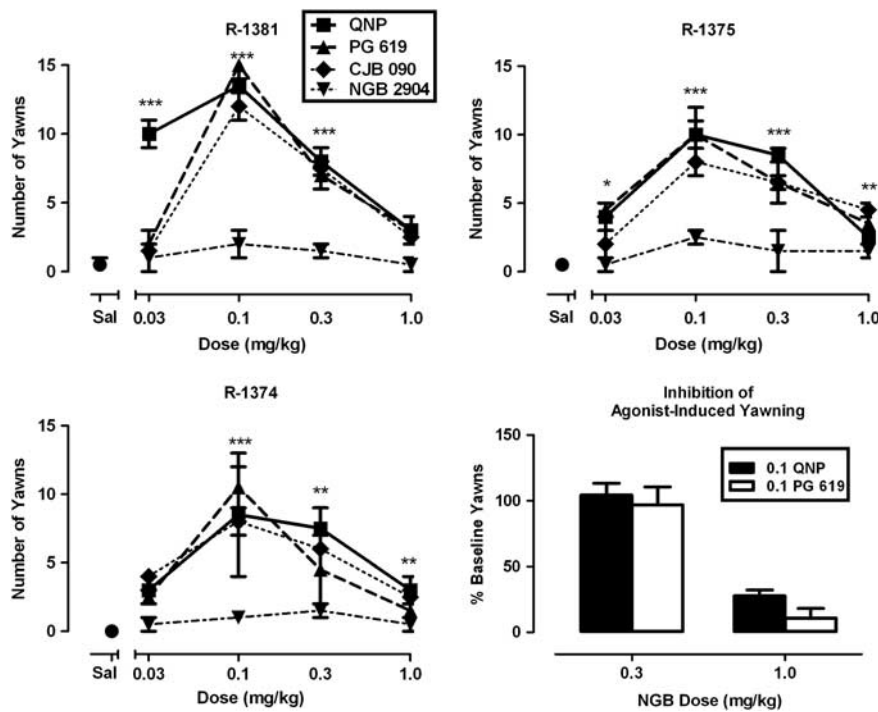 R-1381
QNP
PG 619
CJB 090
NGB 2904
Number of Yawns
15
10
5
0
***
***
***
Sal
0.03
0.1
0.3
1.0
Dose (mg/kg)
R-1375
Number of Yawns
15
10
5
0
*
***
***
**
Sal
0.03
0.1
0.3
1.0
Dose (mg/kg)
R-1374
Number of Yawns
15
10
5
0
***
**
**
Sal
0.03
0.1
0.3
1.0
Dose (mg/kg)
Inhibition of
Agonist-Induced Yawning
% Baseline Yawns
150
100
50
0
0.1 QNP
0.1 PG 619
0.3
1.0
NGB Dose (mg/kg)